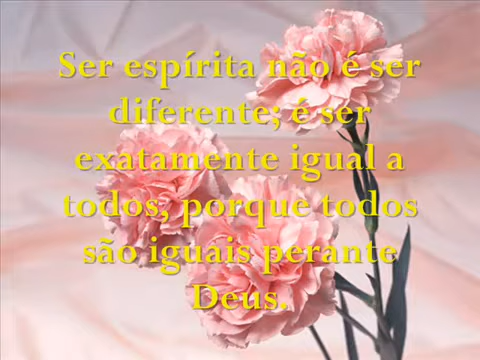 Ser espírita não é ser
diferente; é ser
exatamente igual a
todos, porque todos
são iguais perante
Deus.